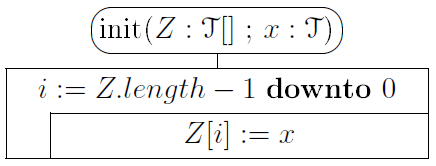 init(Z : 𝒯[] ; x : 𝒯)
i := Z.length − 1 downto 0
Z[i] := x